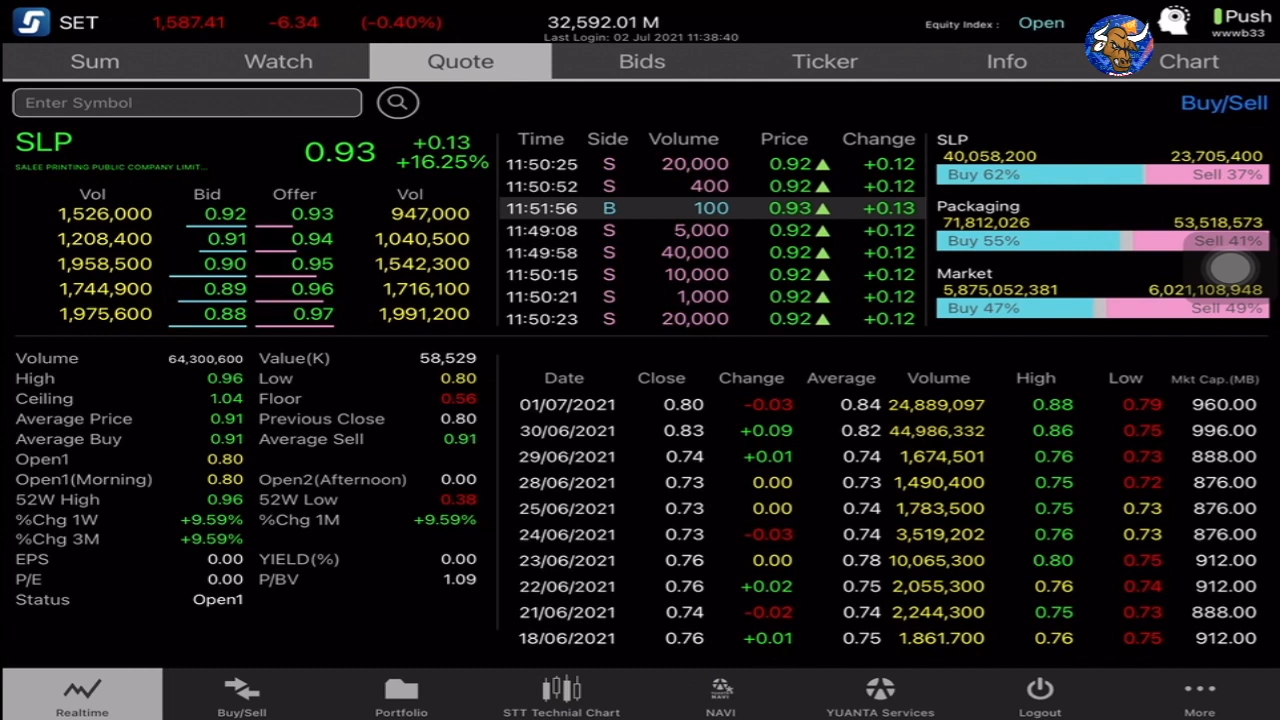 SET 1,587.41 -6.34 (-0.40%) 32,592.01 M Equity Index : Open Push
Last Login: 02 Jul 2021 11:38:40 wwwb33
Sum Watch Quote Bids Ticker Info Chart
Enter Symbol Buy/Sell
SLP 0.93 +0.13
+16.25%
SALEE PRINTING PUBLIC COMPANY LIMIT...
Vol Bid Offer Vol
1,526,000 0.92 0.93 947,000
1,208,400 0.91 0.94 1,040,500
1,958,500 0.90 0.95 1,542,300
1,744,900 0.89 0.96 1,716,100
1,975,600 0.88 0.97 1,991,200
Time Side Volume Price Change
11:50:25 S 20,000 0.92▲ +0.12
11:50:52 S 400 0.92▲ +0.12
11:51:56 B 100 0.93▲ +0.13
11:49:08 S 5,000 0.92▲ +0.12
11:49:58 S 40,000 0.92▲ +0.12
11:50:15 S 10,000 0.92▲ +0.12
11:50:21 S 1,000 0.92▲ +0.12
11:50:23 S 20,000 0.92▲ +0.12
SLP
40,058,200 23,705,400
Buy 62% Sell 37%
Packaging
71,812,026 53,518,573
Buy 55% Sell 41%
Market
5,875,052,381 6,021,108,948
Buy 47% Sell 49%
Volume 64,300,600 Value(K) 58,529
High 0.96 Low 0.80
Ceiling 1.04 Floor 0.56
Average Price 0.91 Previous Close 0.80
Average Buy 0.91 Average Sell 0.91
Open1 0.80
Open1(Morning) 0.80 Open2(Afternoon) 0.00
52W High 0.96 52W Low 0.38
%Chg 1W +9.59% %Chg 1M +9.59%
%Chg 3M +9.59%
EPS 0.00 YIELD(%) 0.00
P/E 0.00 P/BV 1.09
Status Open1
Date Close Change Average Volume High Low Mkt Cap.(MB)
01/07/2021 0.80 -0.03 0.84 24,889,097 0.88 0.79 960.00
30/06/2021 0.83 +0.09 0.82 44,986,332 0.86 0.75 996.00
29/06/2021 0.74 +0.01 0.74 1,674,501 0.76 0.73 888.00
28/06/2021 0.73 0.00 0.73 1,490,400 0.75 0.72 876.00
25/06/2021 0.73 0.00 0.74 1,783,500 0.75 0.73 876.00
24/06/2021 0.73 -0.03 0.74 3,519,202 0.76 0.73 876.00
23/06/2021 0.76 0.00 0.78 10,065,300 0.80 0.75 912.00
22/06/2021 0.76 +0.02 0.75 2,055,300 0.76 0.74 912.00
21/06/2021 0.74 -0.02 0.74 2,244,300 0.75 0.73 888.00
18/06/2021 0.76 +0.01 0.75 1,861,700 0.76 0.75 912.00
Realtime Buy/Sell Portfolio STT Technial Chart NAVI YUANTA Services Logout More